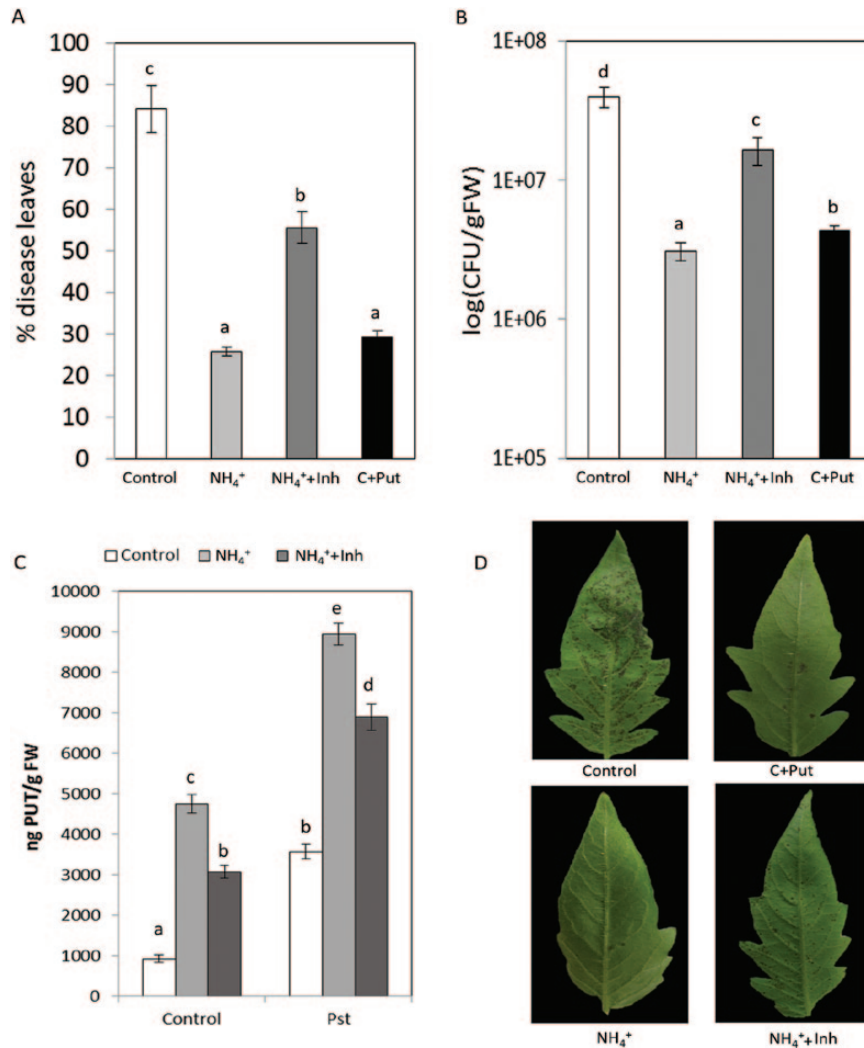 A
% disease leaves
100
90
80
70
60
50
40
30
20
10
0
c
a
b
a
Control NH₄⁺ NH₄⁺+Inh C+Put
B
log(CFU/gFW)
1E+08
1E+07
1E+06
1E+05
d
a
c
b
Control NH₄⁺ NH₄⁺+Inh C+Put
C
Control NH₄⁺ NH₄⁺+Inh
ng PUT/g FW
10000
9000
8000
7000
6000
5000
4000
3000
2000
1000
0
a
c
b
b
e
d
Control Pst
D
Control C+Put
NH₄⁺ NH₄⁺+Inh